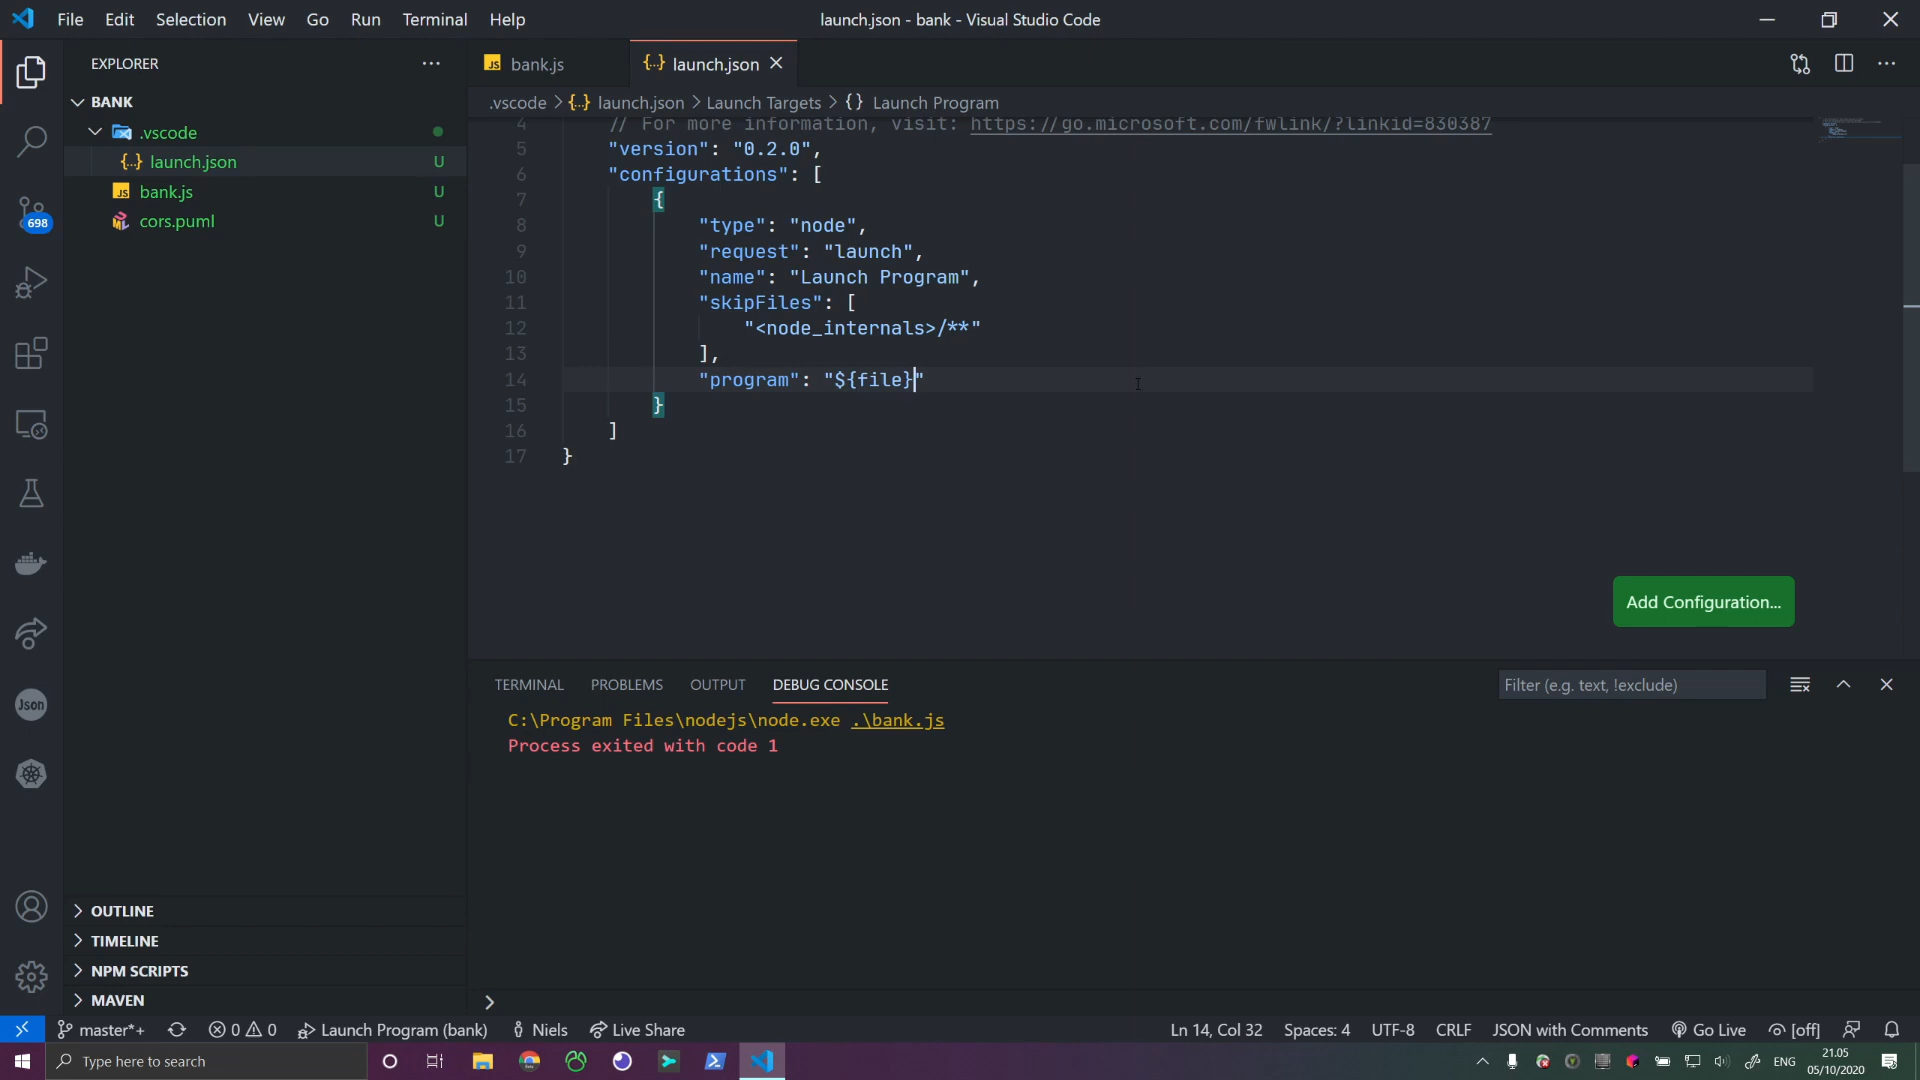 File Edit Selection View Go Run Terminal Help
launch.json - bank - Visual Studio Code
EXPLORER
JS bank.js
{..} launch.json
BANK
.vscode > {..} launch.json > Launch Targets > {} Launch Program
.vscode
{..} launch.json U
JS bank.js U
cors.puml U
698
Json
4 // For more information, visit: https://go.microsoft.com/fwlink/?linkid=830387
5 "version": "0.2.0",
6 "configurations": [
7 {
8 "type": "node",
9 "request": "launch",
10 "name": "Launch Program",
11 "skipFiles": [
12 "<node_internals>/**"
13 ],
14 "program": "${file}"
15 }
16 ]
17 }
Add Configuration...
TERMINAL PROBLEMS OUTPUT DEBUG CONSOLE
Filter (e.g. text, !exclude)
C:\Program Files\nodejs\node.exe .\bank.js
Process exited with code 1
OUTLINE
TIMELINE
NPM SCRIPTS
MAVEN
master*+ 0 0 Launch Program (bank) Niels Live Share
Ln 14, Col 32 Spaces: 4 UTF-8 CRLF JSON with Comments Go Live [off]
Type here to search
ENG
21.05
05/10/2020